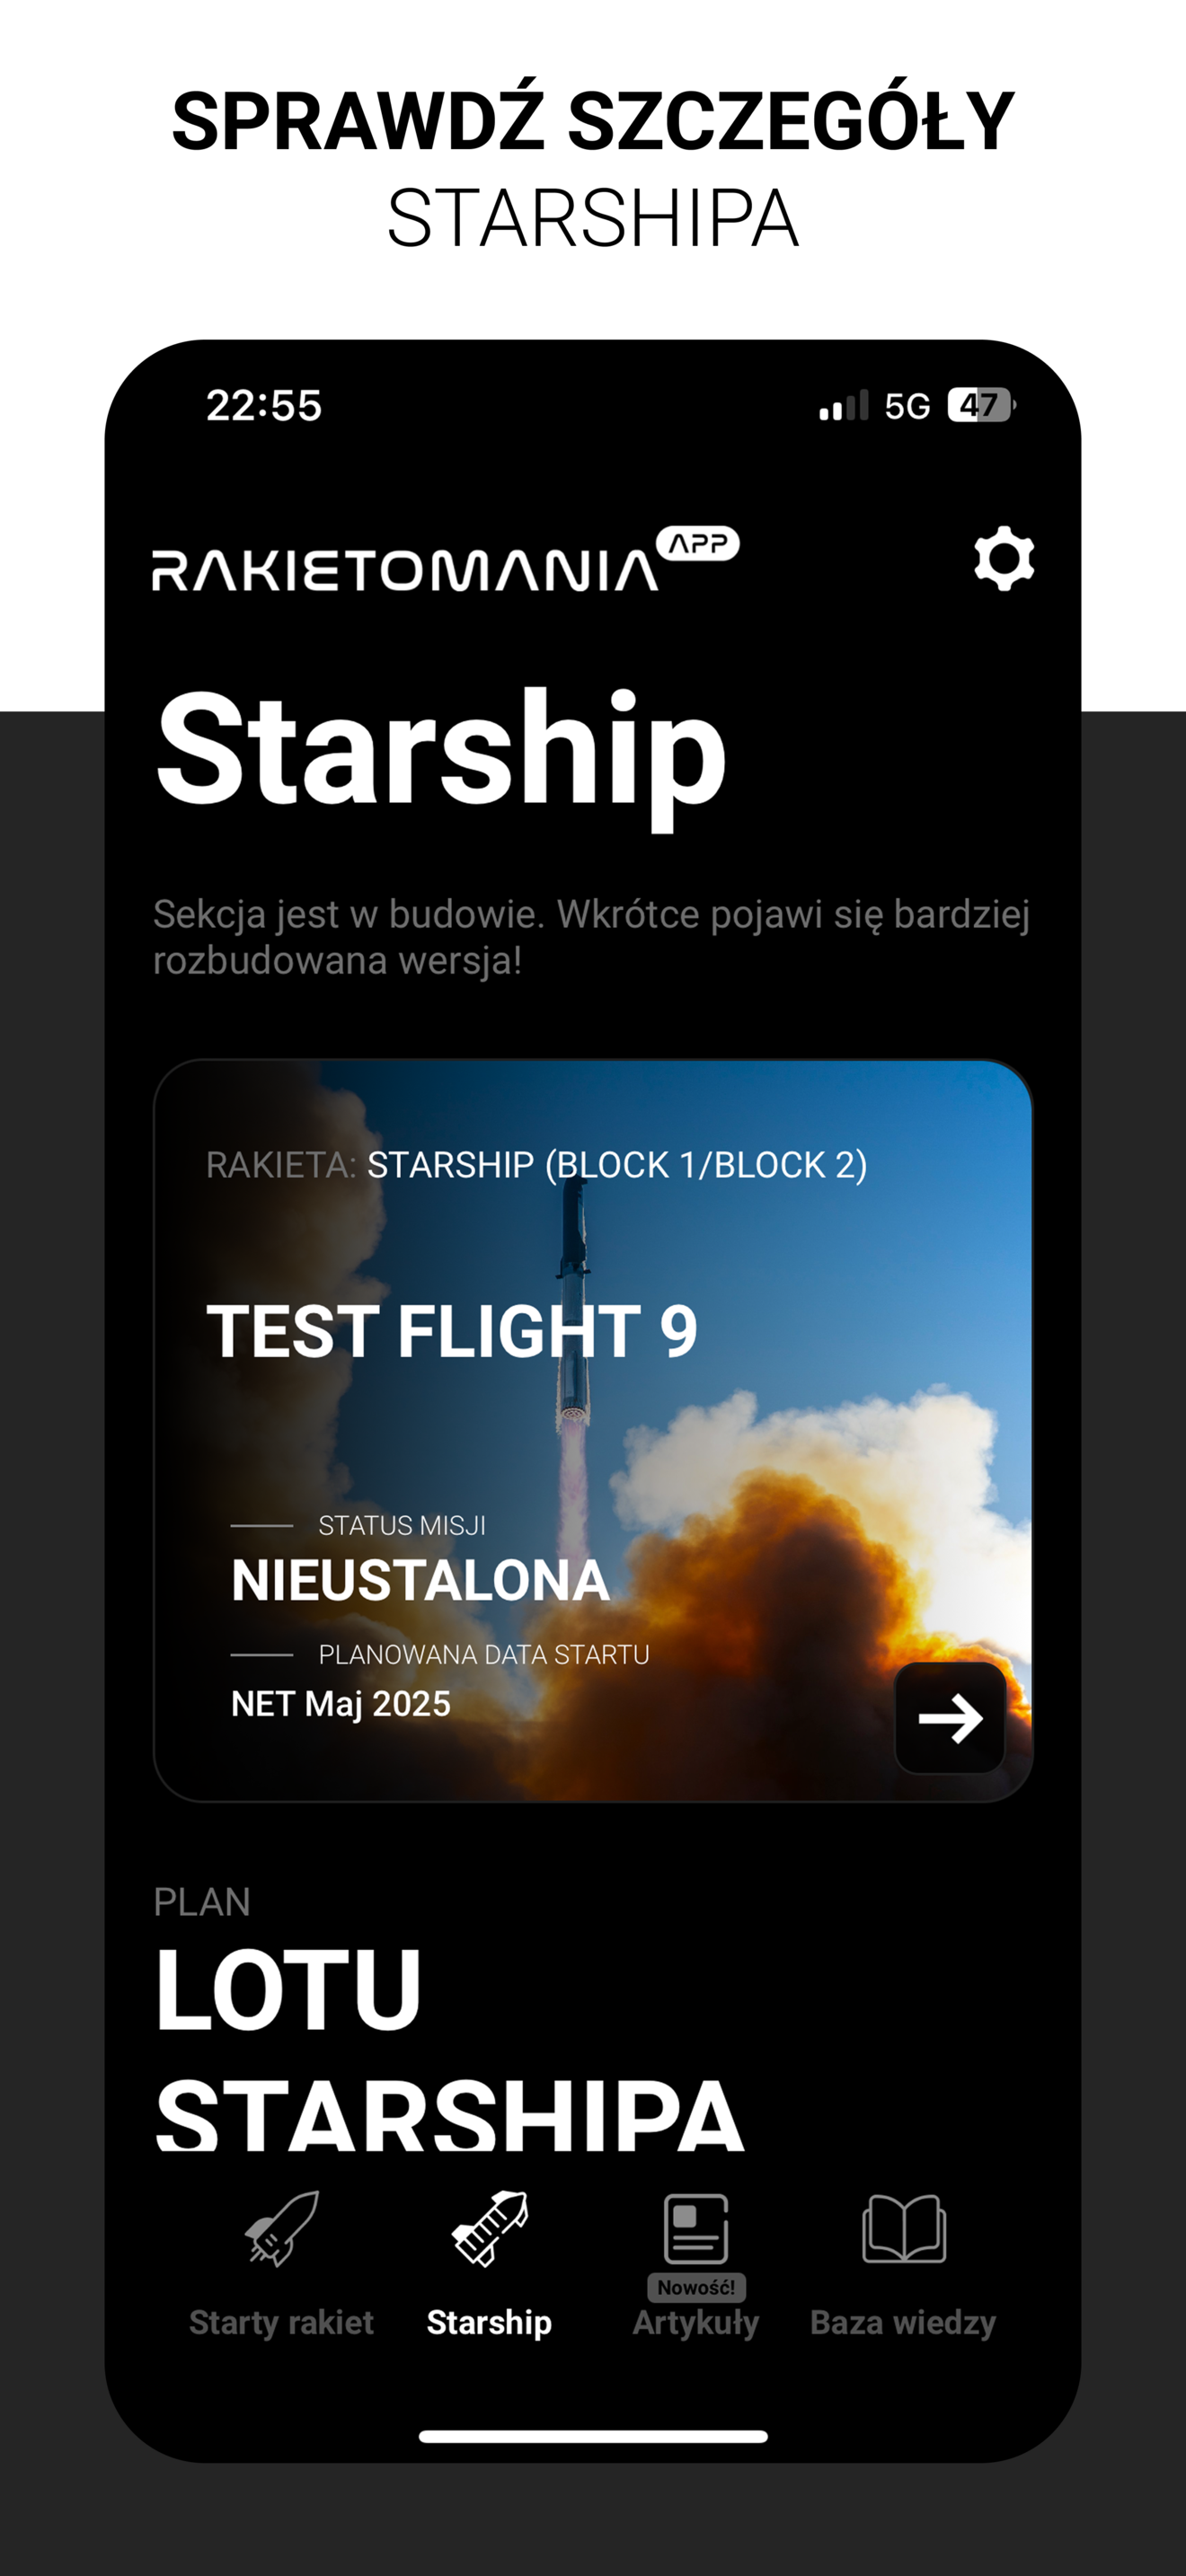 SPRAWDŹ SZCZEGÓŁY
STARSHIPA
22:55
5G
47
RAKIETOMANIA APP
Starship
Sekcja jest w budowie. Wkrótce pojawi się bardziej
rozbudowana wersja!
RAKIETA: STARSHIP (BLOCK 1/BLOCK 2)
TEST FLIGHT 9
STATUS MISJI
NIEUSTALONA
PLANOWANA DATA STARTU
NET Maj 2025
PLAN
LOTU
STARSHIPA
Nowość!
Starty rakiet
Starship
Artykuły
Baza wiedzy